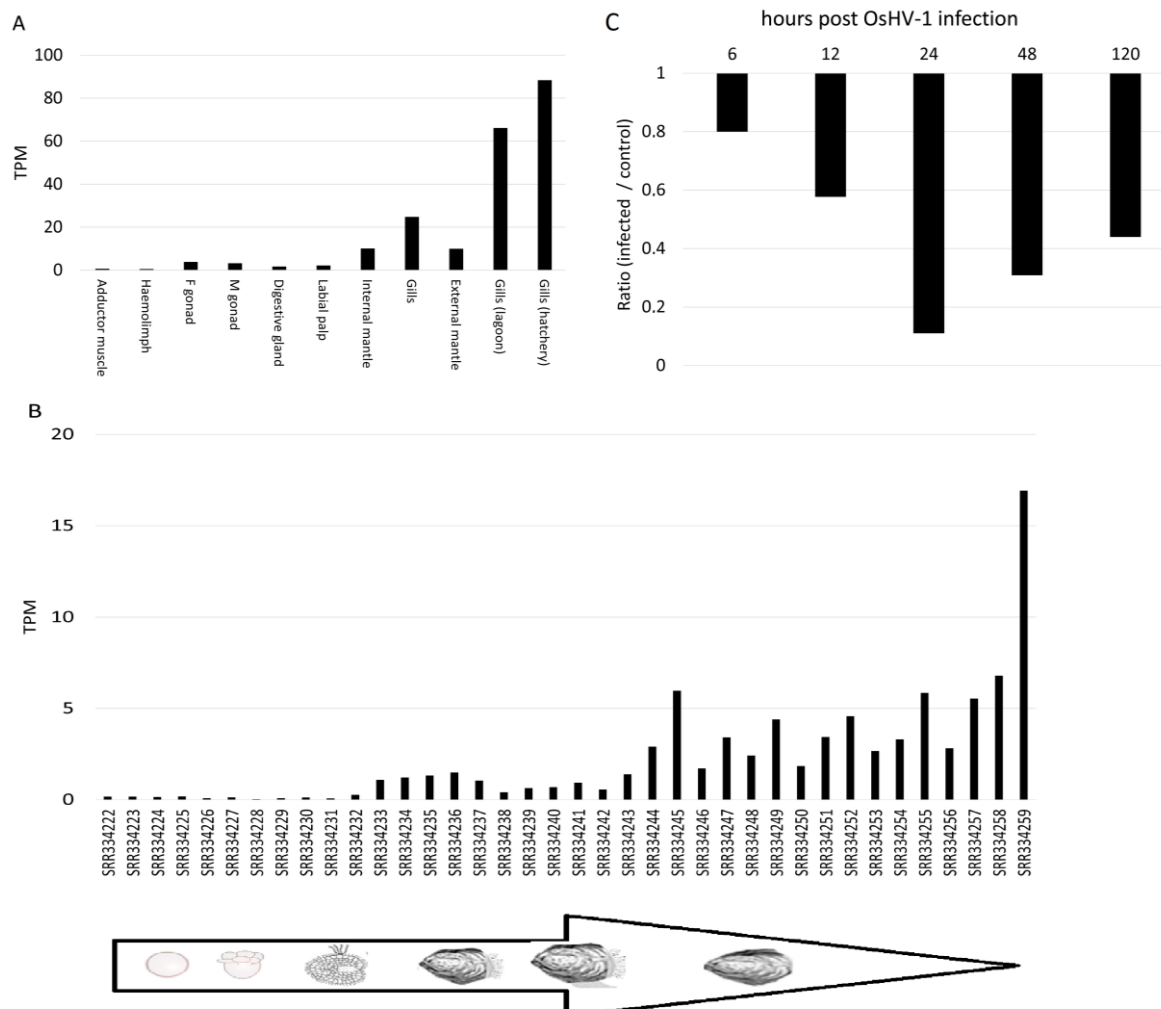 A
100
80
60
40
20
0
TPM
Adductor muscle
Haemolimph
F gonad
M gonad
Digestive gland
Labial palp
Internal mantle
Gills
External mantle
Gills (lagoon)
Gills (hatchery)
C
hours post OsHV-1 infection
6 12 24 48 120
1
0.8
0.6
0.4
0.2
0
Ratio (infected / control)
B
20
15
10
5
0
TPM
SRR334222
SRR334223
SRR334224
SRR334225
SRR334226
SRR334227
SRR334228
SRR334229
SRR334230
SRR334231
SRR334232
SRR334233
SRR334234
SRR334235
SRR334236
SRR334237
SRR334238
SRR334239
SRR334240
SRR334241
SRR334242
SRR334243
SRR334244
SRR334245
SRR334246
SRR334247
SRR334248
SRR334249
SRR334250
SRR334251
SRR334252
SRR334253
SRR334254
SRR334255
SRR334256
SRR334257
SRR334258
SRR334259